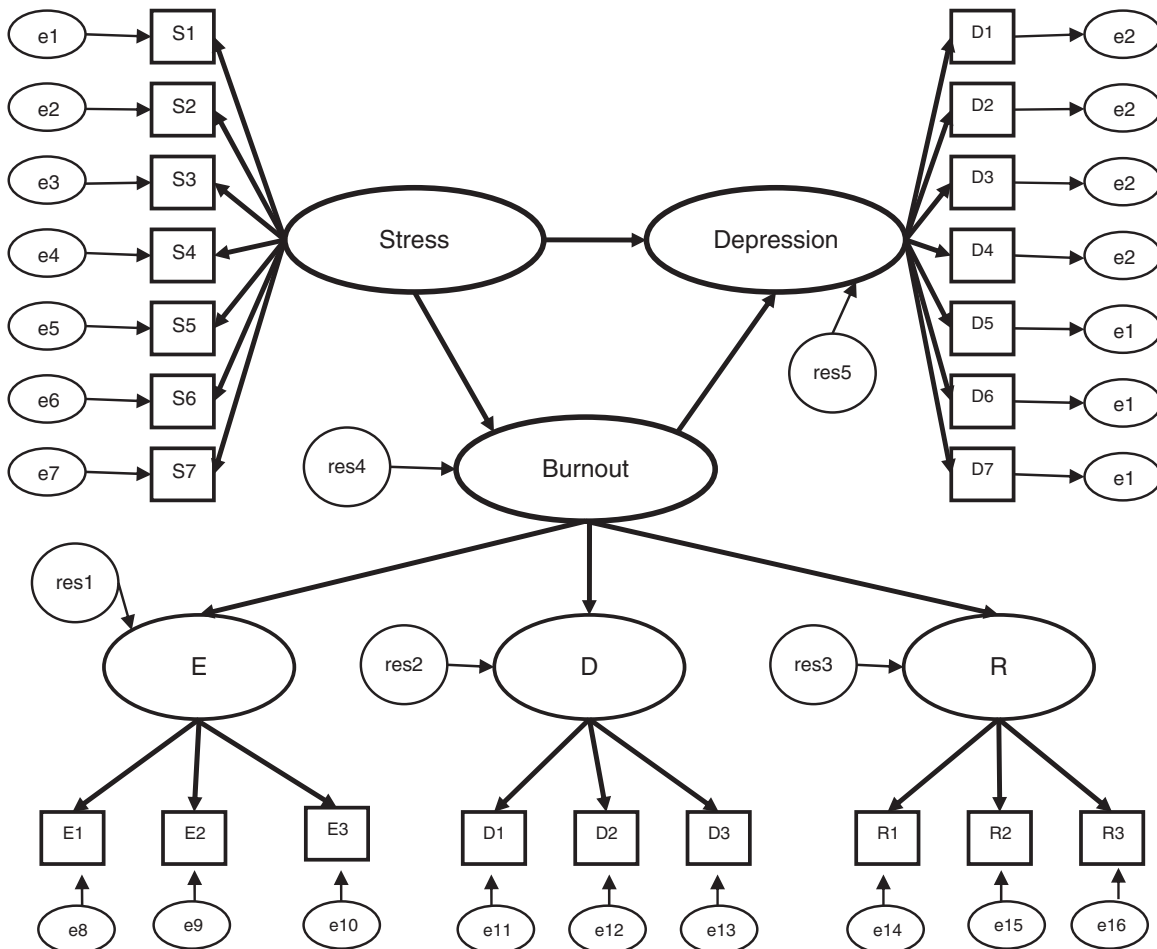 e1 S1 D1 e2
e2 S2 D2 e2
e3 S3 D3 e2
Stress Depression
e4 S4 D4 e2
e5 S5 D5 e1
res5
e6 S6 D6 e1
res4 Burnout
e7 S7 D7 e1
res1
E res2 D res3 R
E1 E2 E3 D1 D2 D3 R1 R2 R3
e8 e9 e10 e11 e12 e13 e14 e15 e16